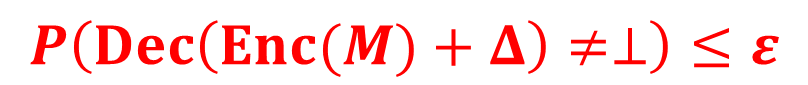 P(Dec(Enc(M) + Δ) ≠⊥) ≤ ε